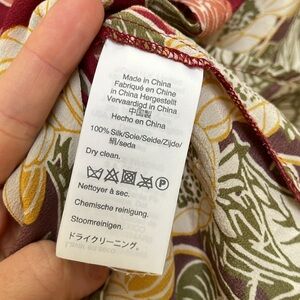 Made in China
Fabriqué en Chine
in China Hergestellt
Vervaardigd in China
中国製
Hecho en China
100% Silk/Soie/Seide/Zijde/
絹/seda
Dry clean.
P
Nettoyer à sec.
Chemische reinigung.
Stoomreinigen.
ドライクリーニング。